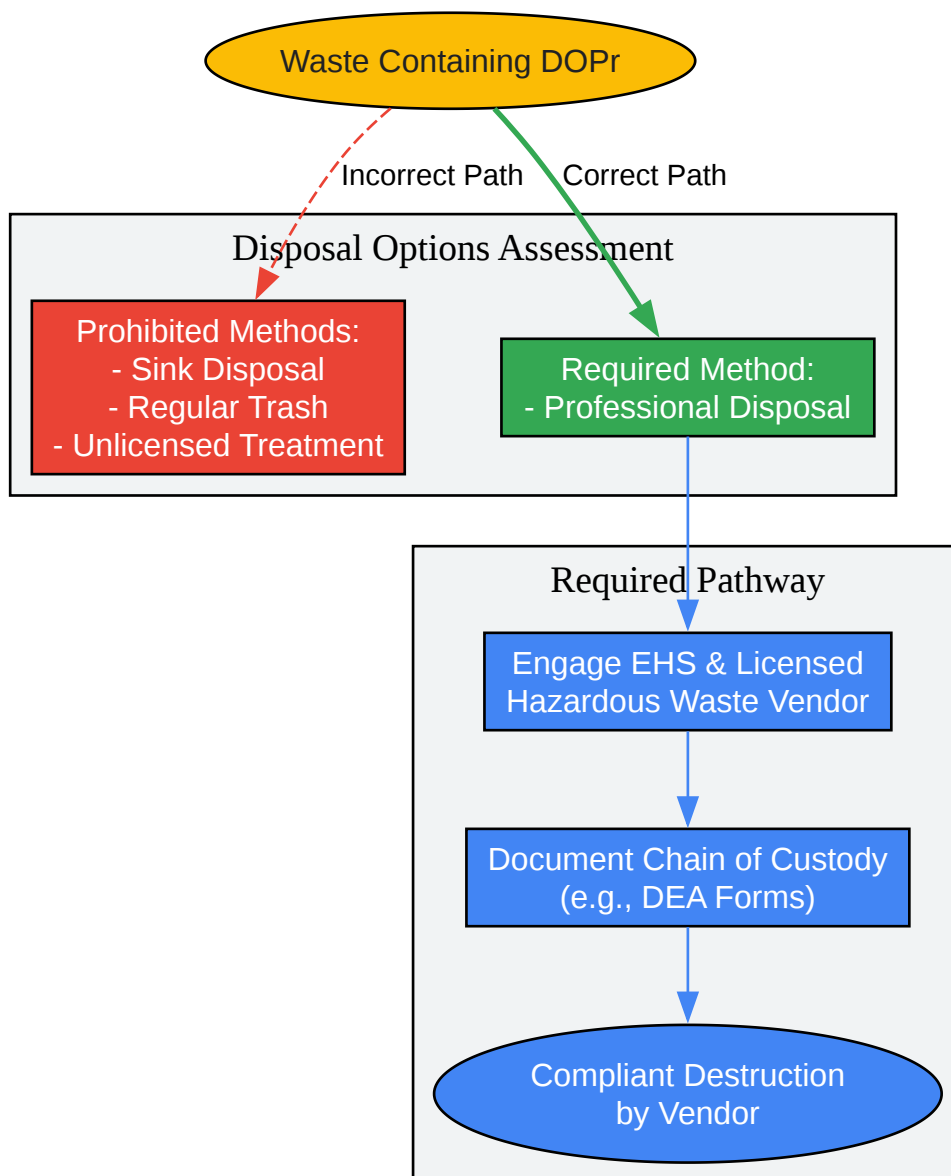 Waste Containing DOPr
Incorrect Path
Correct Path
Disposal Options Assessment
Prohibited Methods:
- Sink Disposal
- Regular Trash
- Unlicensed Treatment
Required Method:
- Professional Disposal
Required Pathway
Engage EHS & Licensed
Hazardous Waste Vendor
Document Chain of Custody
(e.g., DEA Forms)
Compliant Destruction
by Vendor